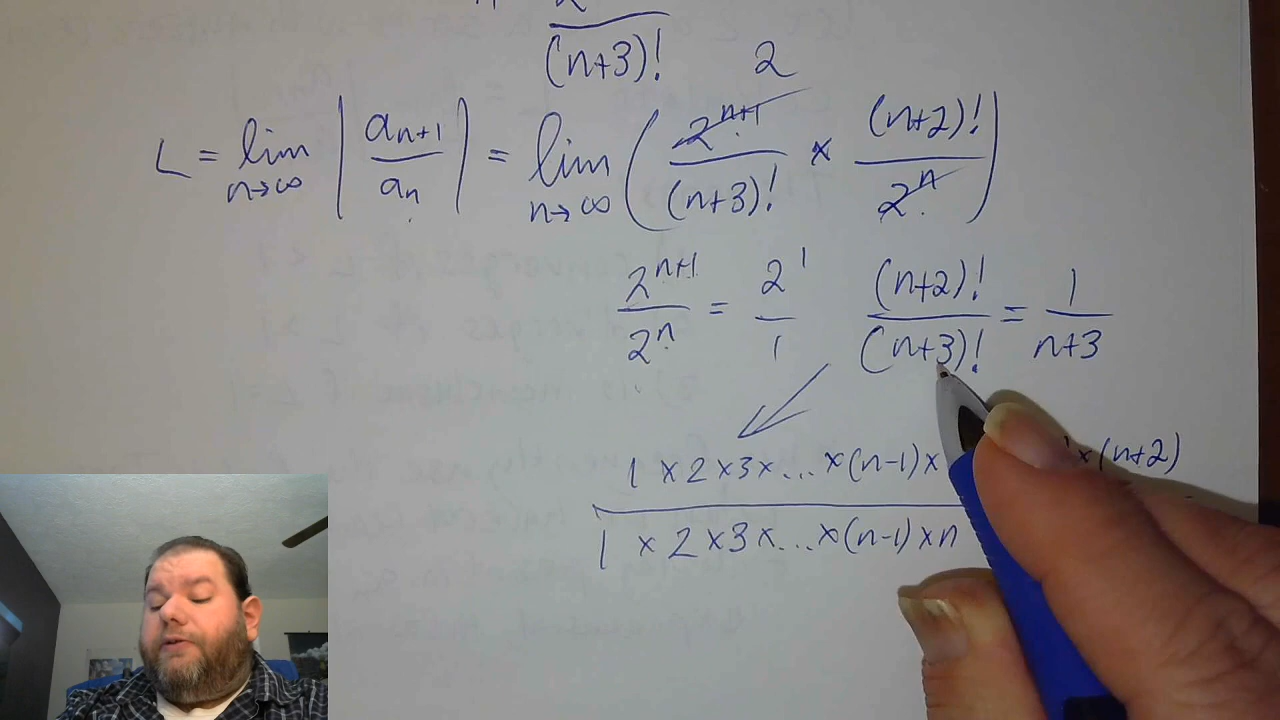 (n+3)! 2
L = lim n→∞ | a_{n+1} / a_n | = lim n→∞ ( 2^{n+1} / (n+3)! × (n+2)! / 2^n )
2^{n+1} / 2^n = 2^1 / 1 (n+2)! / (n+3)! = 1 / n+3
1 × 2 × 3 × ... × (n-1) × × (n+2)
1 × 2 × 3 × ... × (n-1) × n